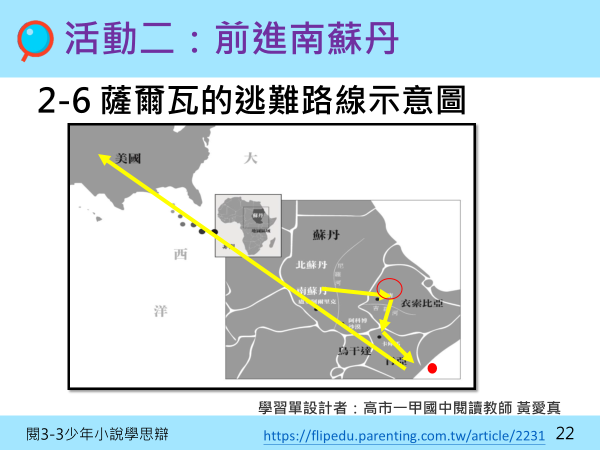 活動二：前進南蘇丹
2-6 薩爾瓦的逃難路線示意圖
美國
大
西
洋
蘇丹
蘇丹
北蘇丹
南蘇丹
衣索比亞
烏干達
學習單設計者：高市一甲國中閱讀教師 黃愛真
閱3-3少年小說學思辯
https://flipedu.parenting.com.tw/article/2231
22